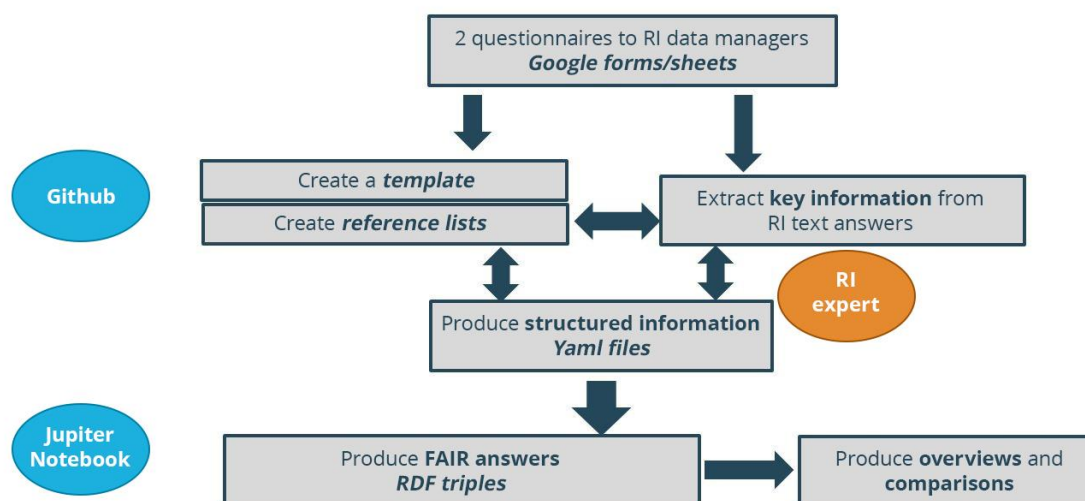 2 questionnaires to RI data managers
Google forms/sheets
Github
Create a template
Create reference lists
Extract key information from
RI text answers
RI
expert
Produce structured information
Yaml files
Jupiter
Notebook
Produce FAIR answers
RDF triples
Produce overviews and
comparisons